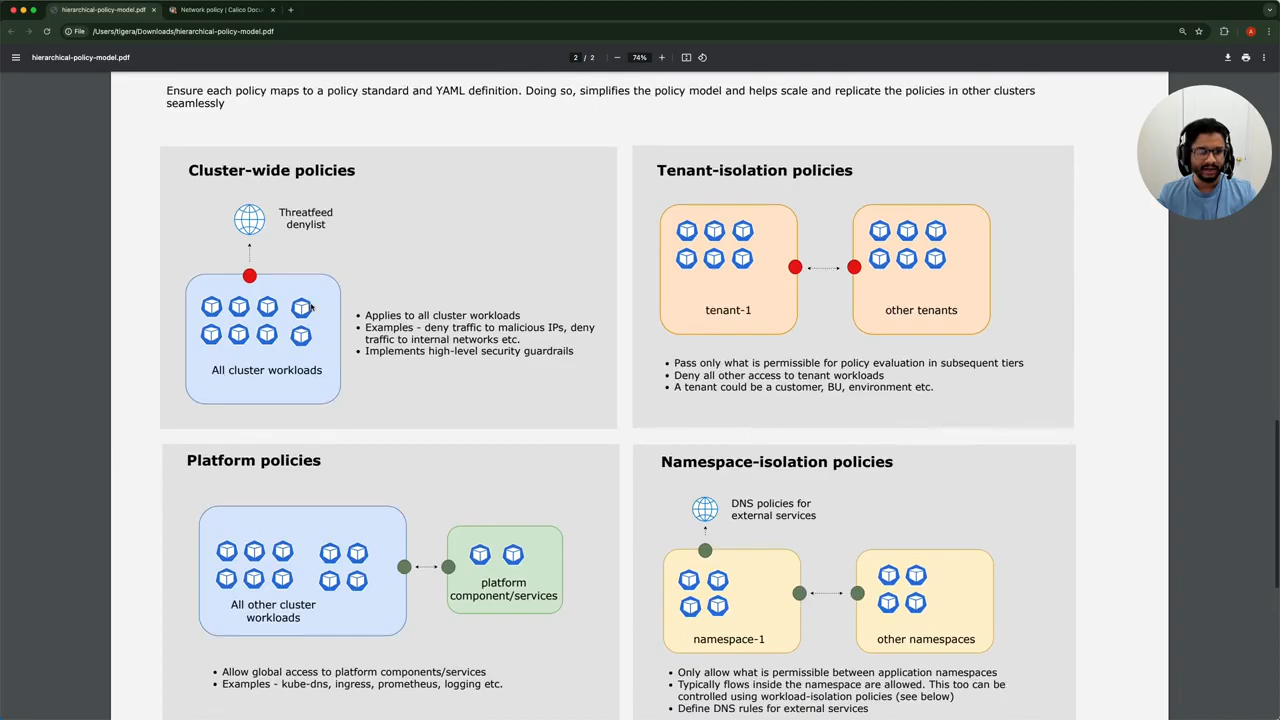 hierarchical-policy-model.pdf
Network policy | Calico Docu
File
/Users/tigera/Downloads/hierarchical-policy-model.pdf
A
hierarchical-policy-model.pdf
2 / 2
74%
Ensure each policy maps to a policy standard and YAML definition. Doing so, simplifies the policy model and helps scale and replicate the policies in other clusters
seamlessly
Cluster-wide policies
Threatfeed
denylist
All cluster workloads
• Applies to all cluster workloads
• Examples - deny traffic to malicious IPs, deny
traffic to internal networks etc.
• Implements high-level security guardrails
Tenant-isolation policies
tenant-1
other tenants
• Pass only what is permissible for policy evaluation in subsequent tiers
• Deny all other access to tenant workloads
• A tenant could be a customer, BU, environment etc.
Platform policies
All other cluster
workloads
platform
component/services
• Allow global access to platform components/services
• Examples - kube-dns, ingress, prometheus, logging etc.
Namespace-isolation policies
DNS policies for
external services
namespace-1
other namespaces
• Only allow what is permissible between application namespaces
• Typically flows inside the namespace are allowed. This too can be
controlled using workload-isolation policies (see below)
• Define DNS rules for external services